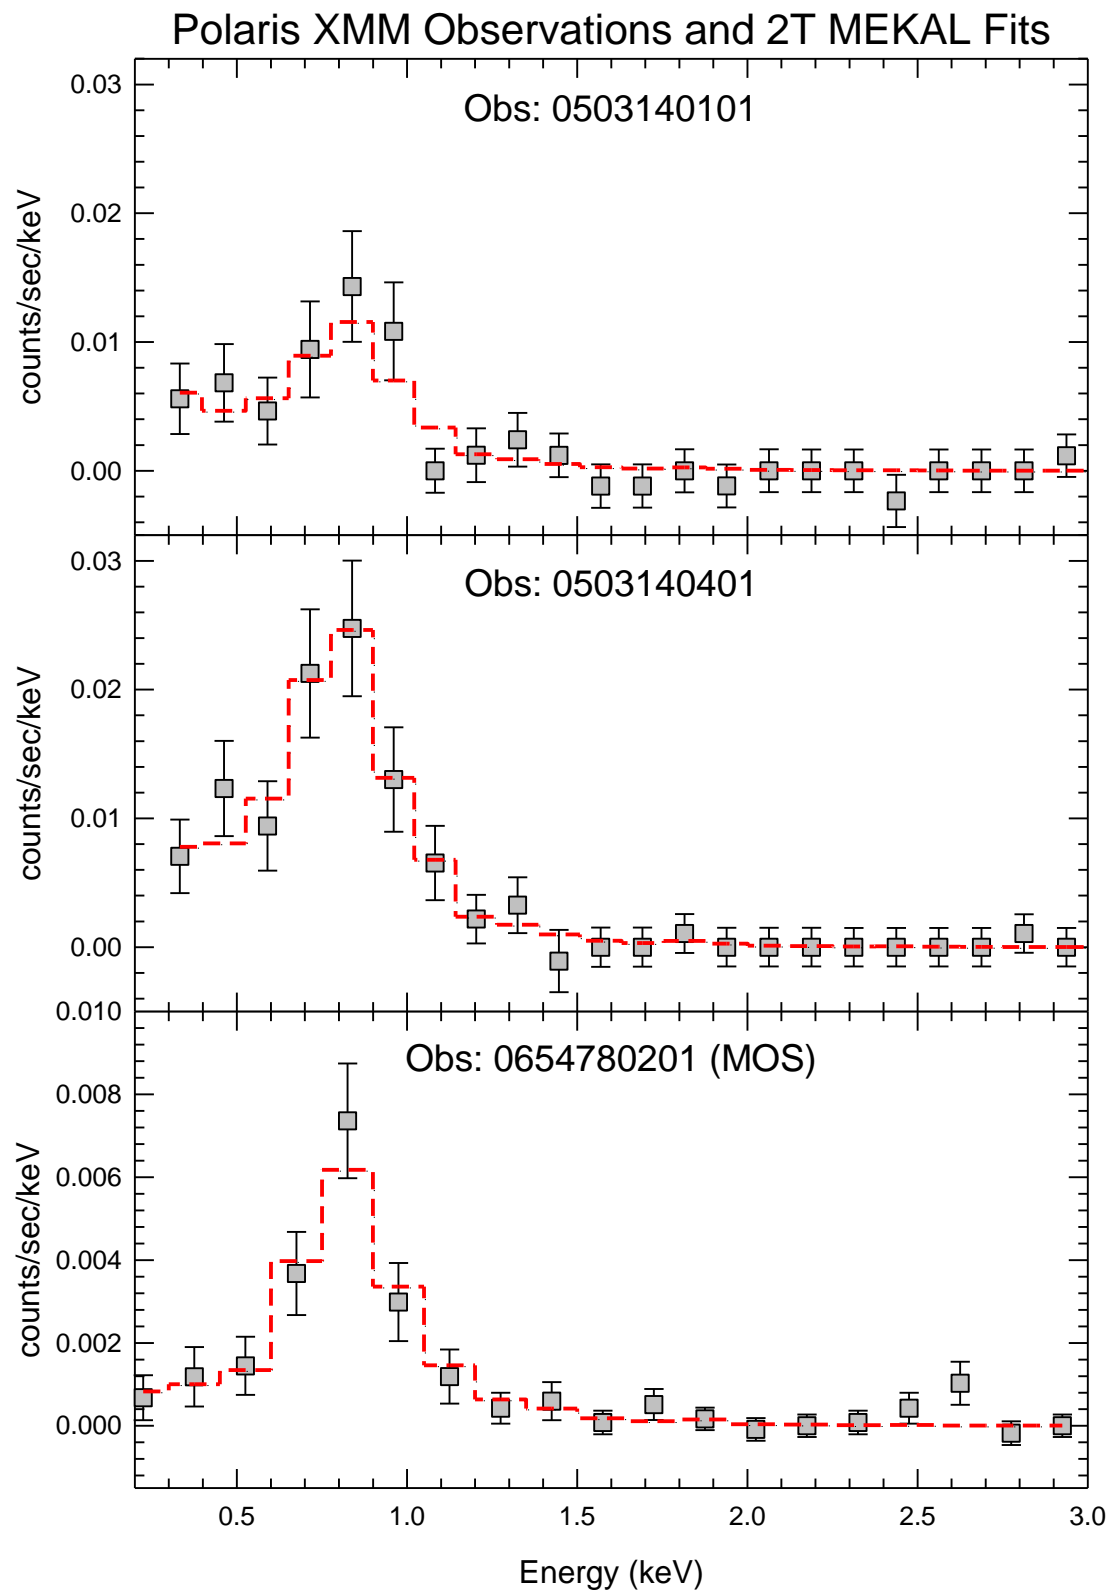 Polaris XMM Observations and 2T MEKAL Fits
Obs: 0503140101
counts/sec/keV
0.03
0.02
0.01
0.00
Obs: 0503140401
counts/sec/keV
0.03
0.02
0.01
0.00
0.010
Obs: 0654780201 (MOS)
counts/sec/keV
0.008
0.006
0.004
0.002
0.000
0.5 1.0 1.5 2.0 2.5 3.0
Energy (keV)